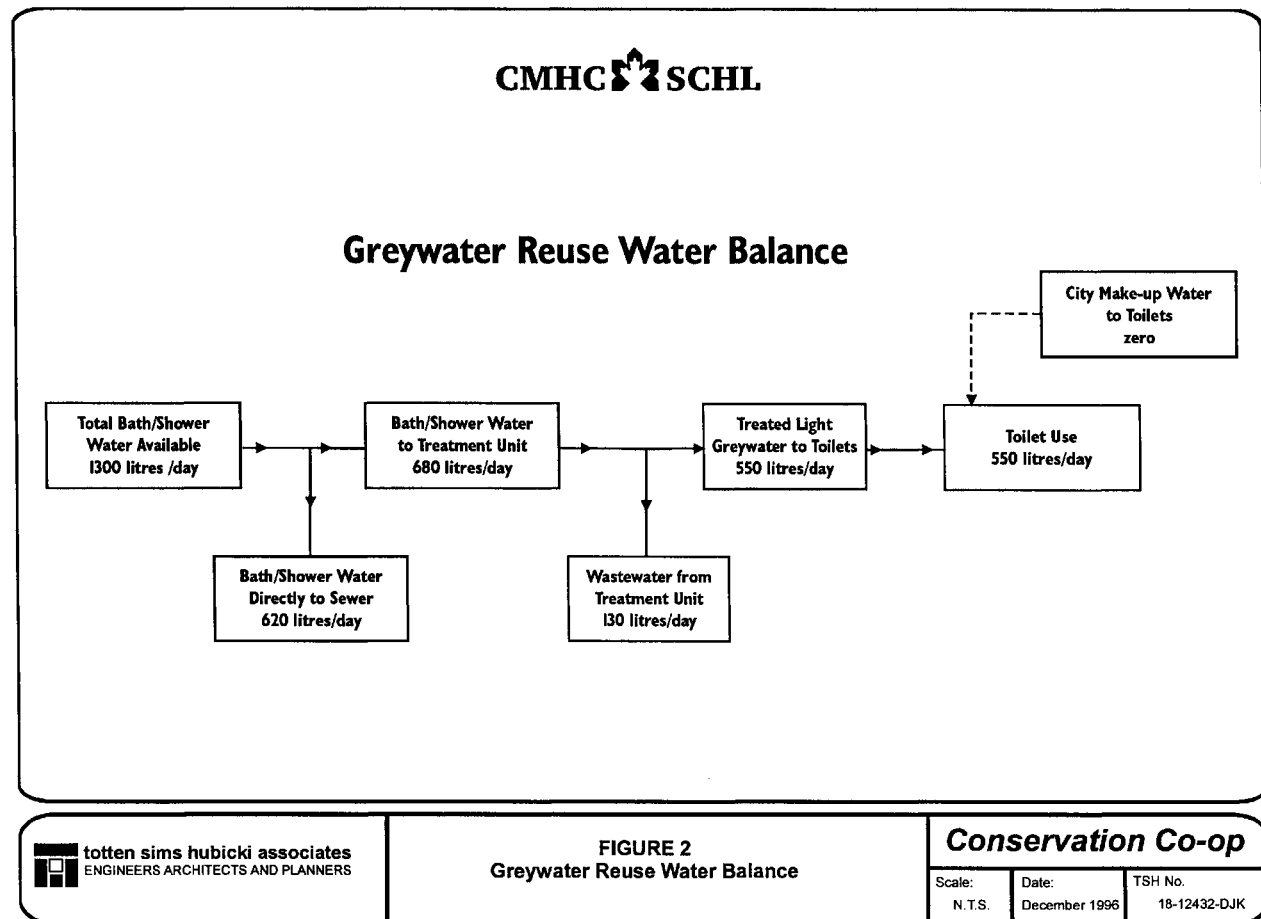 CMHC SCHL
Greywater Reuse Water Balance
City Make-up Water
to Toilets
zero
Total Bath/Shower
Water Available
1300 litres /day
Bath/Shower Water
to Treatment Unit
680 litres/day
Treated Light
Greywater to Toilets
550 litres/day
Toilet Use
550 litres/day
Bath/Shower Water
Directly to Sewer
620 litres/day
Wastewater from
Treatment Unit
130 litres/day
totten sims hubicki associates
ENGINEERS ARCHITECTS AND PLANNERS
FIGURE 2
Greywater Reuse Water Balance
Conservation Co-op
Scale:
N.T.S.
Date:
December 1996
TSH No.
18-12432-DJK